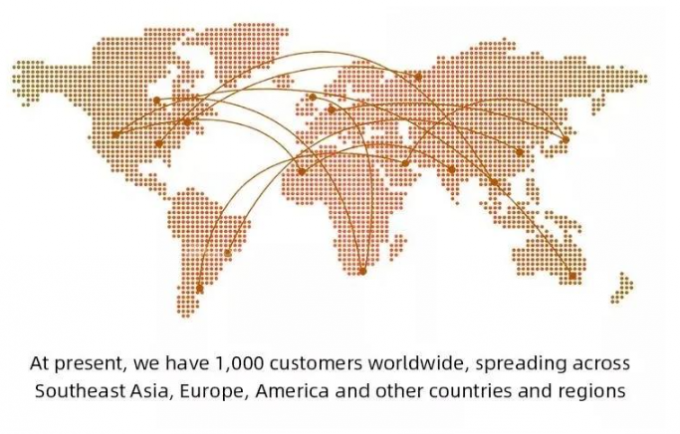 At present, we have 1,000 customers worldwide, spreading across
Southeast Asia, Europe, America and other countries and regions